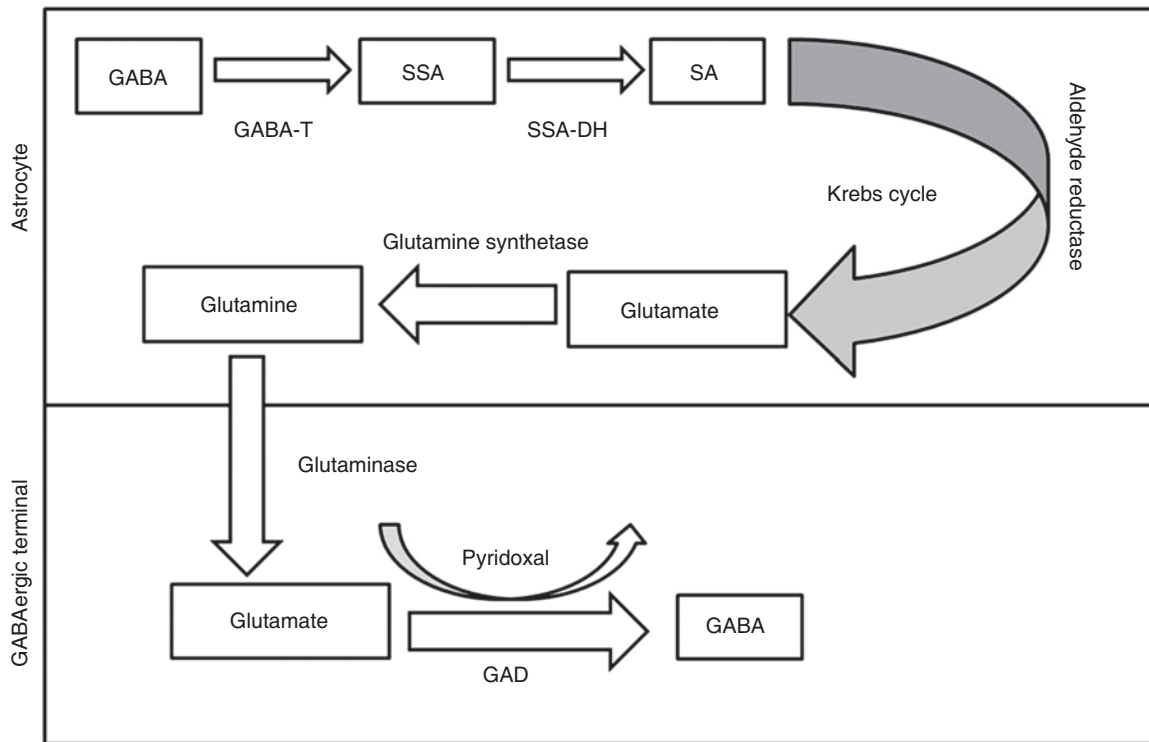 Astrocyte
GABA
GABA-T
SSA
SSA-DH
SA
Krebs cycle
Aldehyde reductase
Glutamate
Glutamine synthetase
Glutamine
GABAergic terminal
Glutaminase
Glutamate
Pyridoxal
GAD
GABA